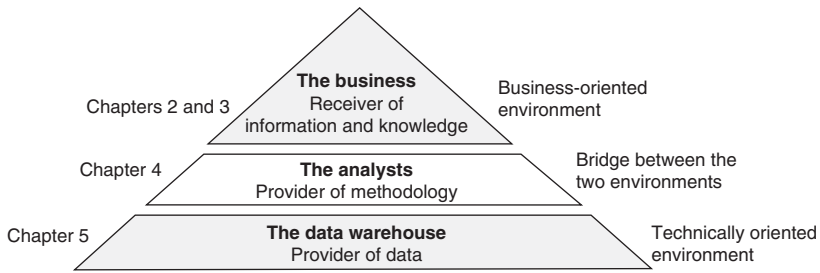 The business
Receiver of
information and knowledge
Chapters 2 and 3
Business-oriented
environment
Chapter 4
The analysts
Provider of methodology
Bridge between the
two environments
Chapter 5
The data warehouse
Provider of data
Technically oriented
environment